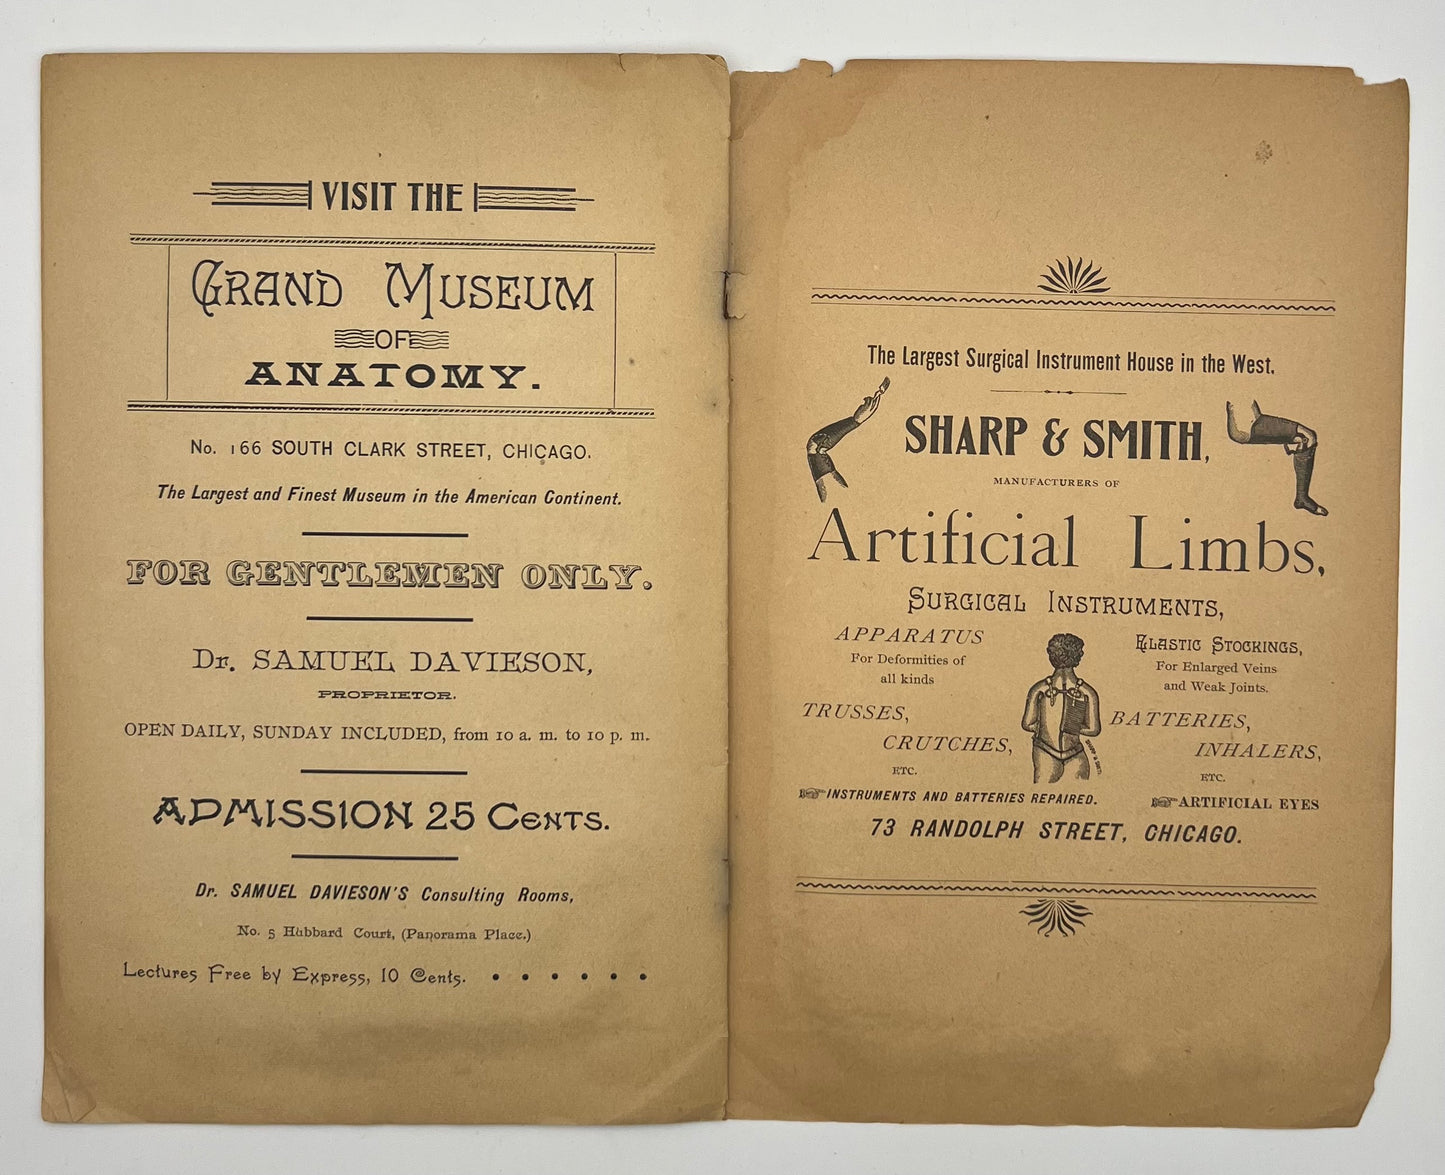 VISIT THE
GRAND MUSEUM
OF
ANATOMY.
No. 166 SOUTH CLARK STREET, CHICAGO.
The Largest and Finest Museum in the American Continent.
FOR GENTLEMEN ONLY.
Dr. SAMUEL DAVIESON,
PROPRIETOR.
OPEN DAILY, SUNDAY INCLUDED, from 10 a. m. to 10 p. m.
ADMISSION 25 CENTS.
Dr. SAMUEL DAVIESON'S Consulting Rooms,
No. 5 Hubbard Court, (Panorama Place.)
Lectures Free by Express, 10 Cents. . . . . . .
The Largest Surgical Instrument House in the West.
SHARP & SMITH,
MANUFACTURERS OF
Artificial Limbs,
SURGICAL INSTRUMENTS,
APPARATUS
For Deformities of
all kinds
TRUSSES,
CRUTCHES,
ETC.
SHARP & SMITH
ELASTIC STOCKINGS,
For Enlarged Veins
and Weak Joints.
BATTERIES,
INHALERS,
ETC.
☞INSTRUMENTS AND BATTERIES REPAIRED.
☞ARTIFICIAL EYES
73 RANDOLPH STREET, CHICAGO.